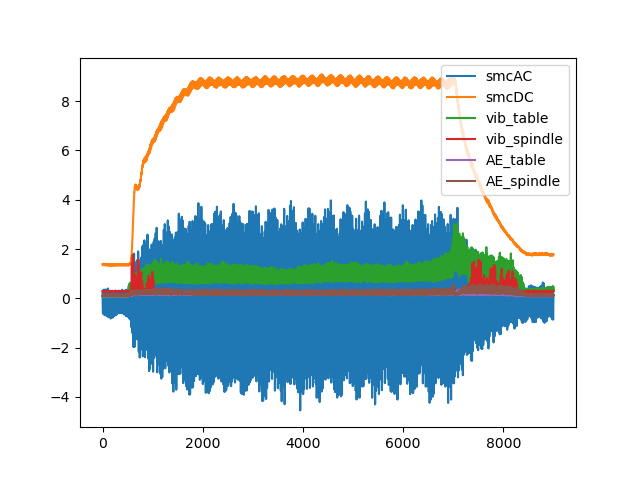 smcAC
smcDC
vib_table
vib_spindle
AE_table
AE_spindle
8
6
4
2
0
−2
−4
0 2000 4000 6000 8000